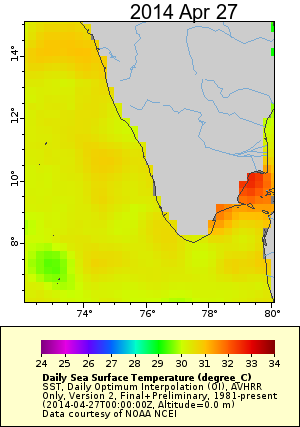 2014 Apr 27
14°
12°
10°
8°
74°
76°
78°
80°
24 25 26 27 28 29 30 31 32 33 34
Daily Sea Surface Temperature (degree_C)
SST, Daily Optimum Interpolation (OI), AVHRR
Only, Version 2, Final+Preliminary, 1981-present
(2014-04-27T00:00:00Z, Altitude=0.0 m)
Data courtesy of NOAA NCEI